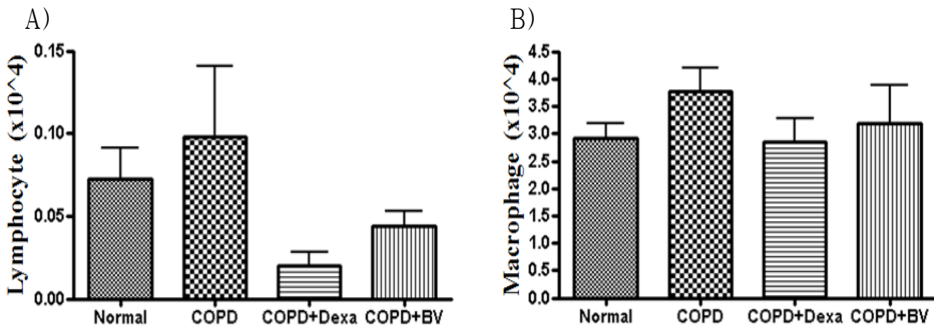 A)
Lymphocyte (x10^4)
0.15
0.10
0.05
0.00
Normal COPD COPD+Dexa COPD+BV
B)
Macrophage (x10^4)
4.5
4.0
3.5
3.0
2.5
2.0
1.5
1.0
0.5
0.0
Normal COPD COPD+Dexa COPD+BV